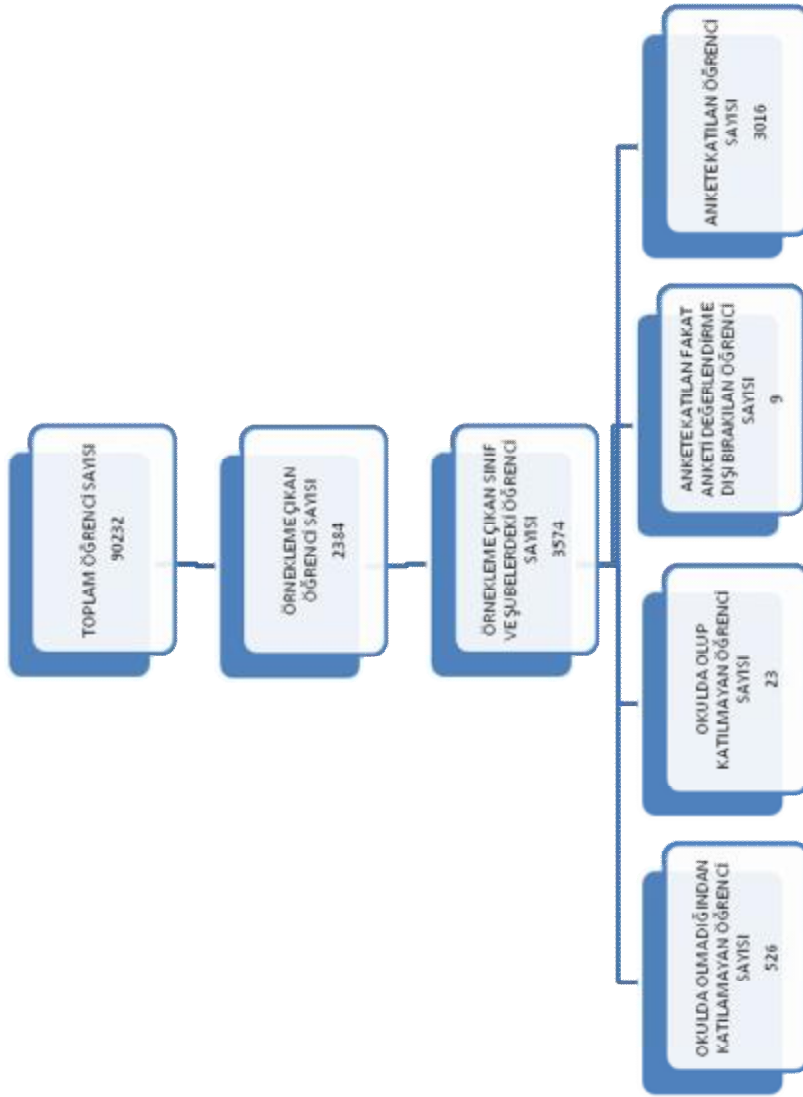 TOPLAM ÖĞRENCİ SAYISI
90232
ÖRNEKLEME ÇIKAN
ÖĞRENCİ SAYISI
2384
ÖRNEKLEME ÇIKAN SINIF
VE ŞUBELERDEKİ ÖĞRENCİ
SAYISI
3574
OKULDA OLMADIĞINDAN
KATILAMAYAN ÖĞRENCİ
SAYISI
526
OKULDA OLUP
KATILMAYAN ÖĞRENCİ
SAYISI
23
ANKETE KATILAN FAKAT
ANKETİ DEĞERLENDİRME
DIŞI BIRAKILAN ÖĞRENCİ
SAYISI
9
ANKETE KATILAN ÖĞRENCİ
SAYISI
3016